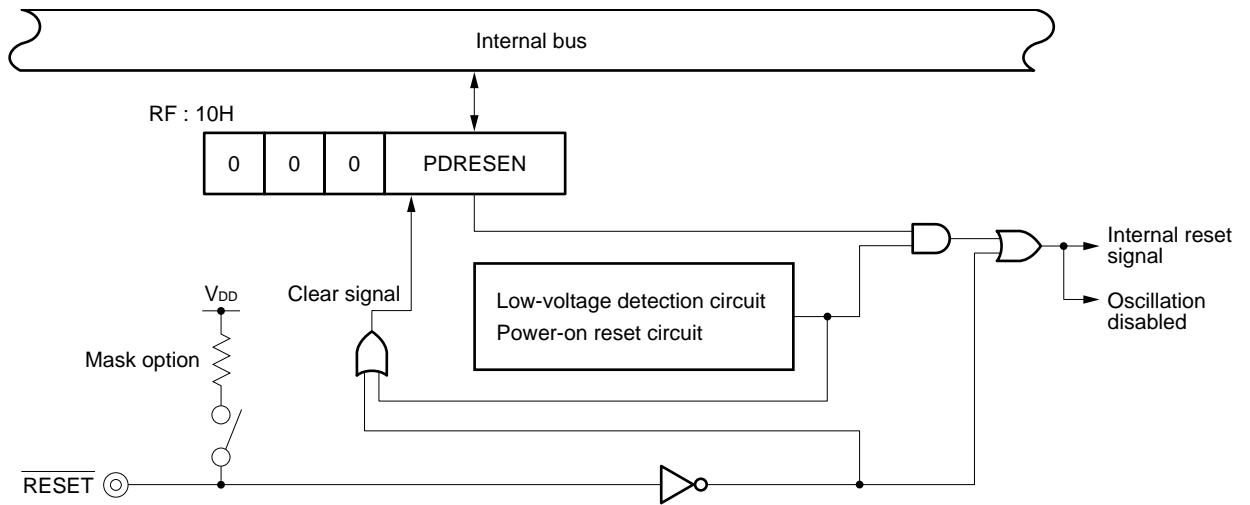 Internal bus
RF : 10H
0 0 0 PDRESEN
Internal reset
signal
Clear signal
Low-voltage detection circuit
Power-on reset circuit
Oscillation
disabled
VDD
Mask option
RESET